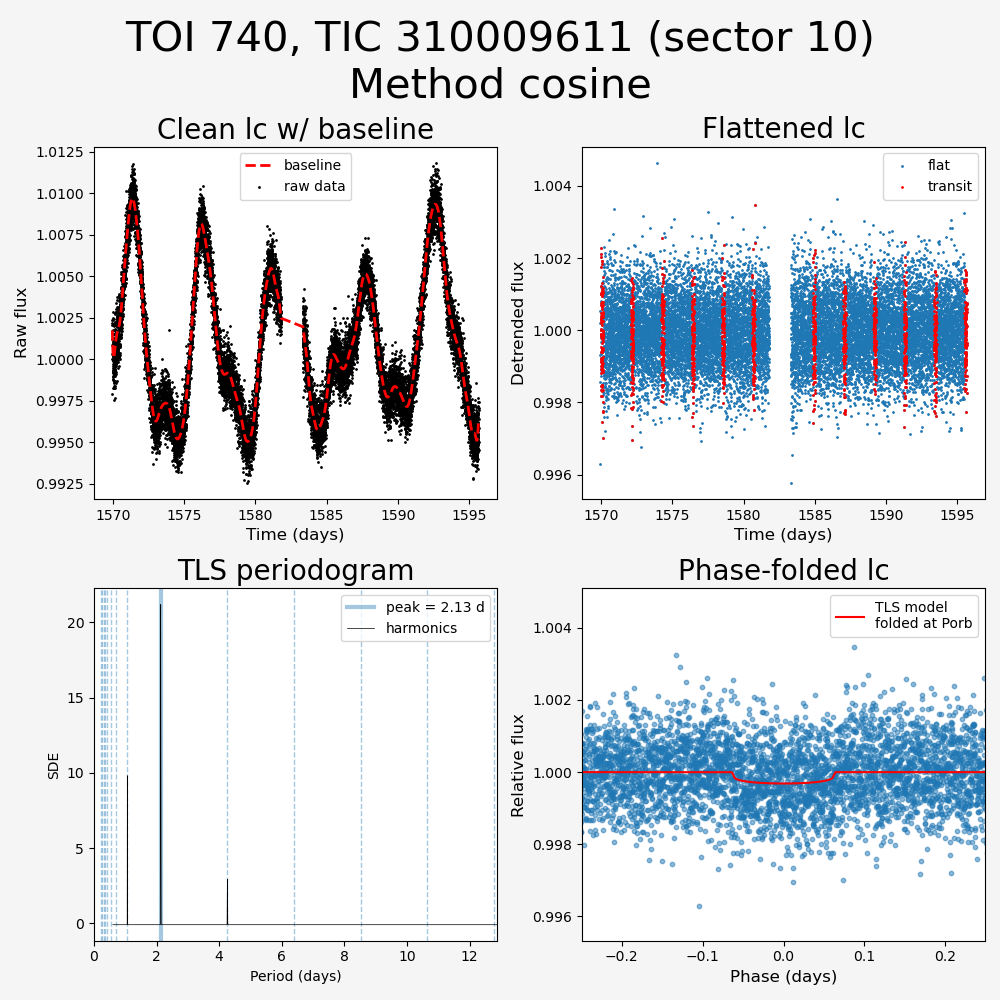 TOI 740, TIC 310009611 (sector 10)
Method cosine
Clean lc w/ baseline
1.0125
1.0100
1.0075
1.0050
1.0025
1.0000
0.9975
0.9950
0.9925
Raw flux
baseline
raw data
1570
1575
1580
1585
1590
1595
Time (days)
Flattened lc
1.004
1.002
1.000
0.998
0.996
Detrended flux
flat
transit
1570
1575
1580
1585
1590
1595
Time (days)
TLS periodogram
20
15
10
5
0
SDE
peak = 2.13 d
harmonics
0
2
4
6
8
10
12
Period (days)
Phase-folded lc
1.004
1.002
1.000
0.998
0.996
Relative flux
TLS model
folded at Porb
−0.2
−0.1
0.0
0.1
0.2
Phase (days)